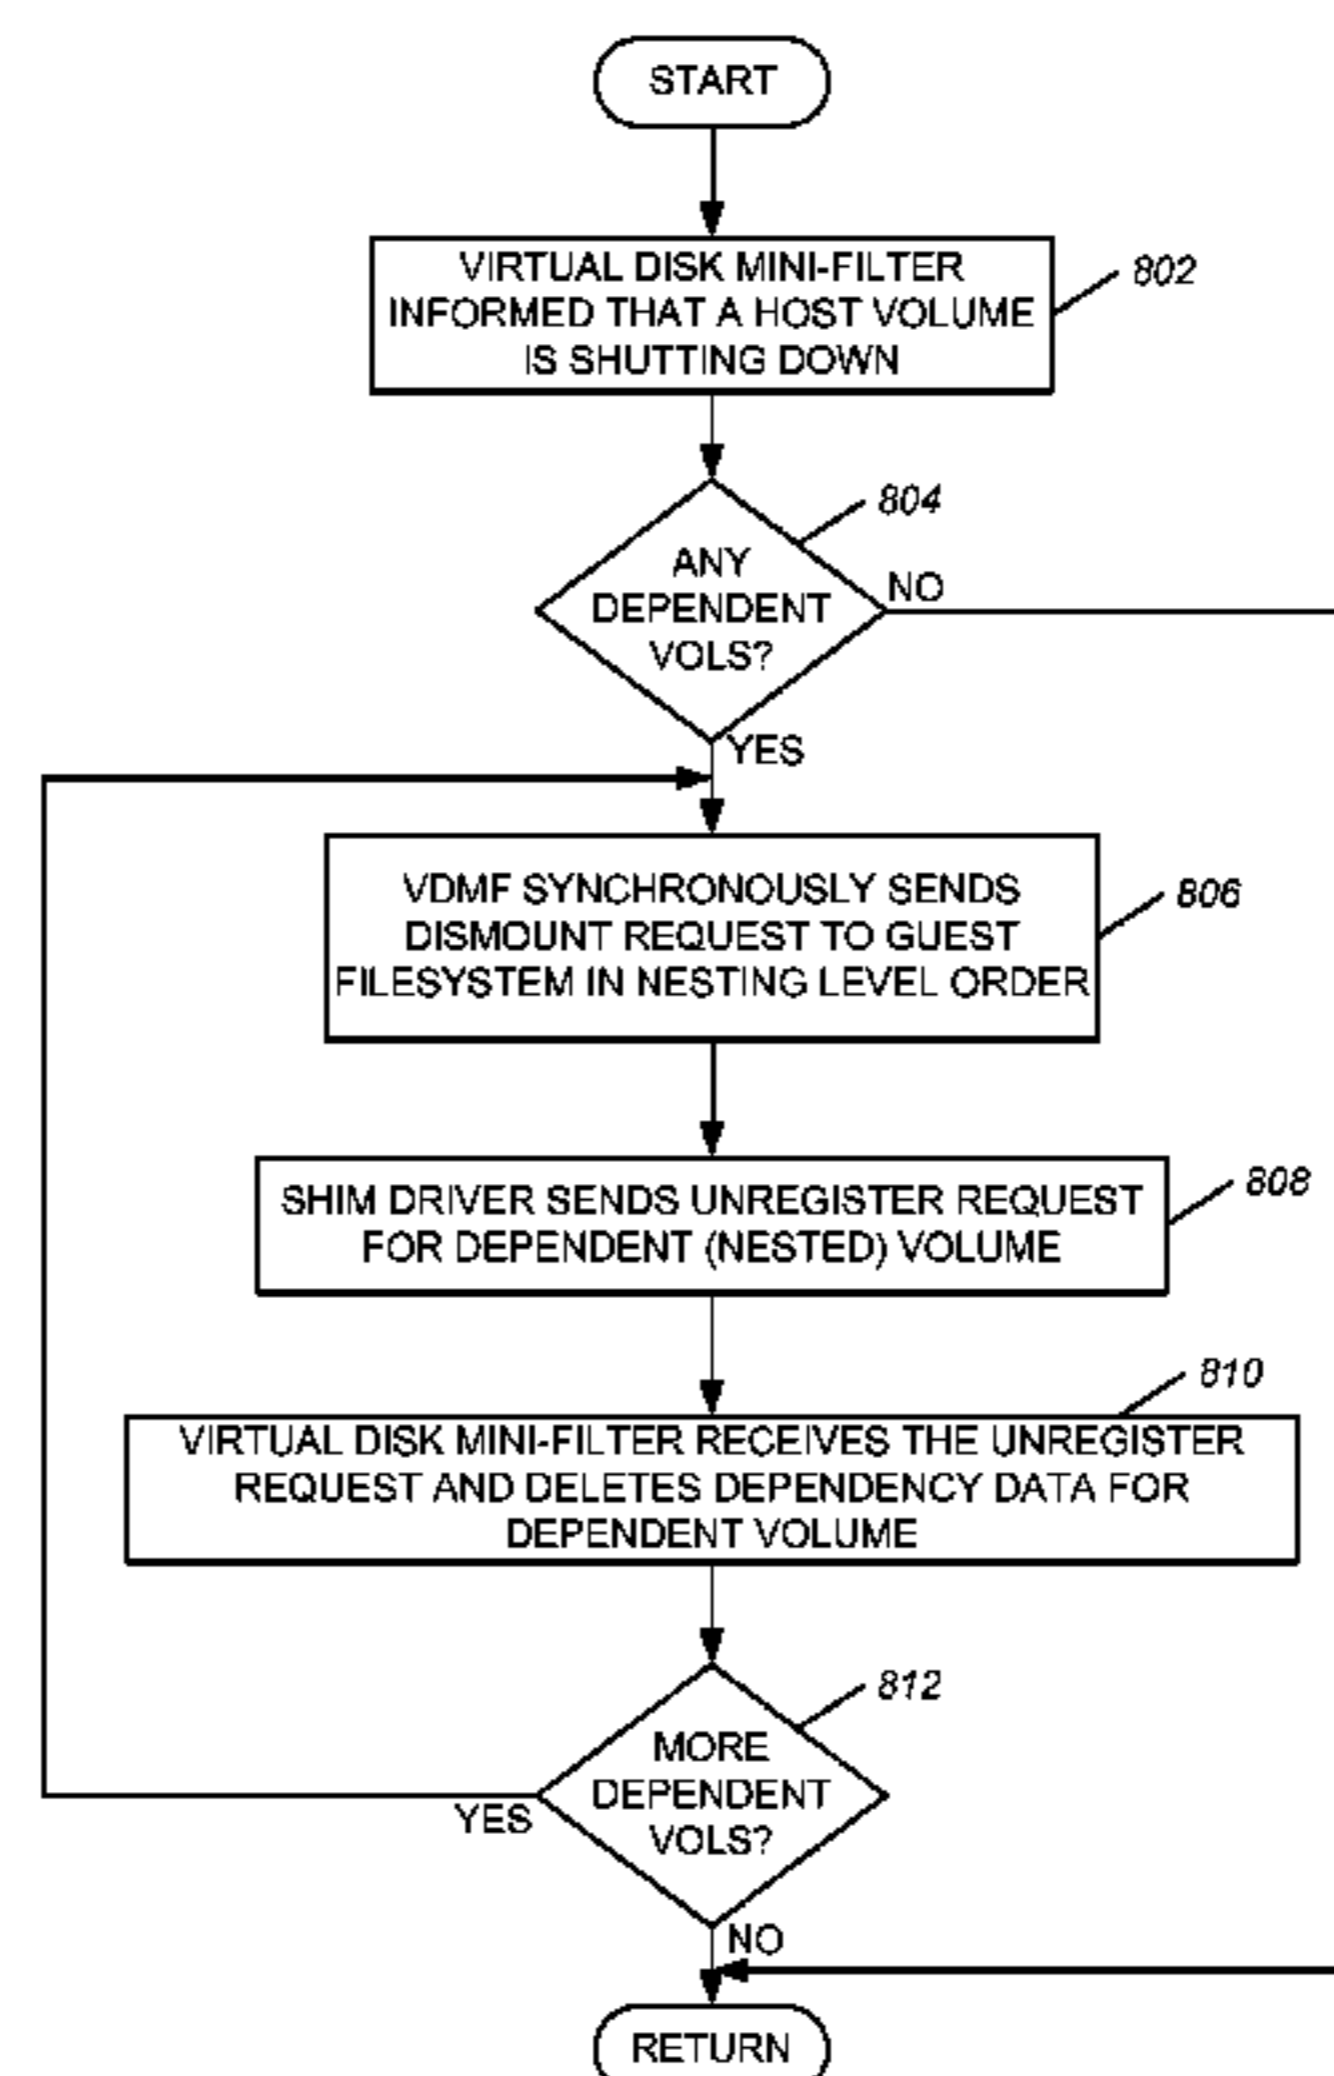 START
VIRTUAL DISK MINI-FILTER
INFORMED THAT A HOST VOLUME
IS SHUTTING DOWN
802
804
ANY
DEPENDENT
VOLS?
NO
YES
VDMF SYNCHRONOUSLY SENDS
DISMOUNT REQUEST TO GUEST
FILESYSTEM IN NESTING LEVEL ORDER
806
SHIM DRIVER SENDS UNREGISTER REQUEST
FOR DEPENDENT (NESTED) VOLUME
808
810
VIRTUAL DISK MINI-FILTER RECEIVES THE UNREGISTER
REQUEST AND DELETES DEPENDENCY DATA FOR
DEPENDENT VOLUME
812
MORE
DEPENDENT
VOLS?
YES
NO
RETURN